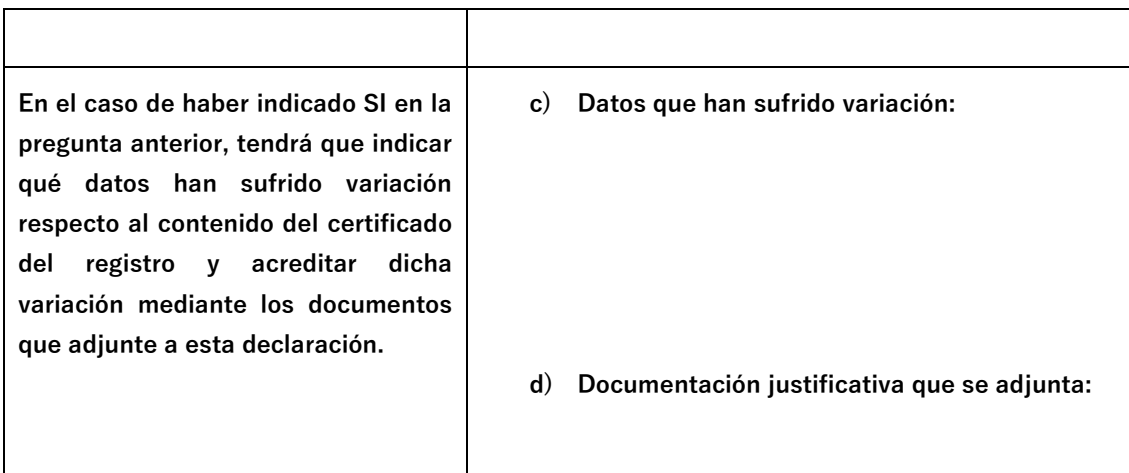 En el caso de haber indicado SI en la
pregunta anterior, tendrá que indicar
qué datos han sufrido variación
respecto al contenido del certificado
del registro y acreditar dicha
variación mediante los documentos
que adjunte a esta declaración.
c) Datos que han sufrido variación:
d) Documentación justificativa que se adjunta: